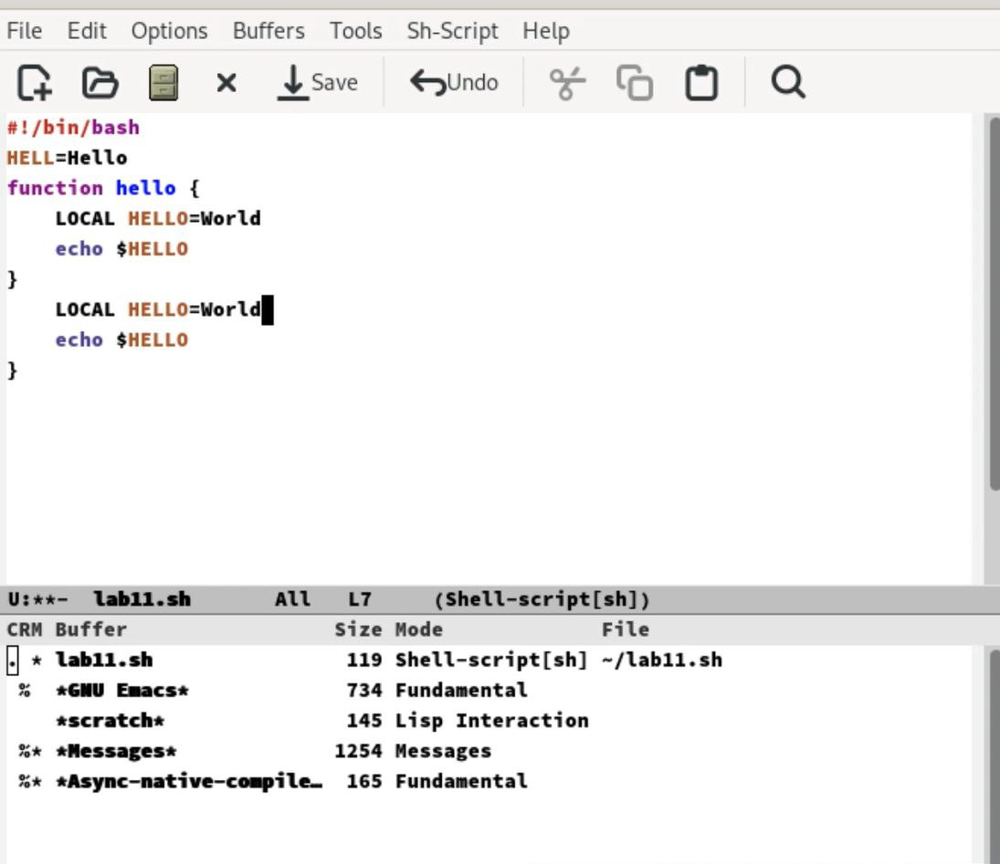 File Edit Options Buffers Tools Sh-Script Help
Save Undo
#!/bin/bash
HELL=Hello
function hello {
    LOCAL HELLO=World
    echo $HELLO
}
    LOCAL HELLO=World
    echo $HELLO
}
U:**-  lab11.sh       All   L7     (Shell-script[sh])
CRM Buffer                 Size Mode             File
. * lab11.sh                119 Shell-script[sh] ~/lab11.sh
 %  *GNU Emacs*             734 Fundamental
    *scratch*               145 Lisp Interaction
 %* *Messages*             1254 Messages
 %* *Async-native-compile…  165 Fundamental